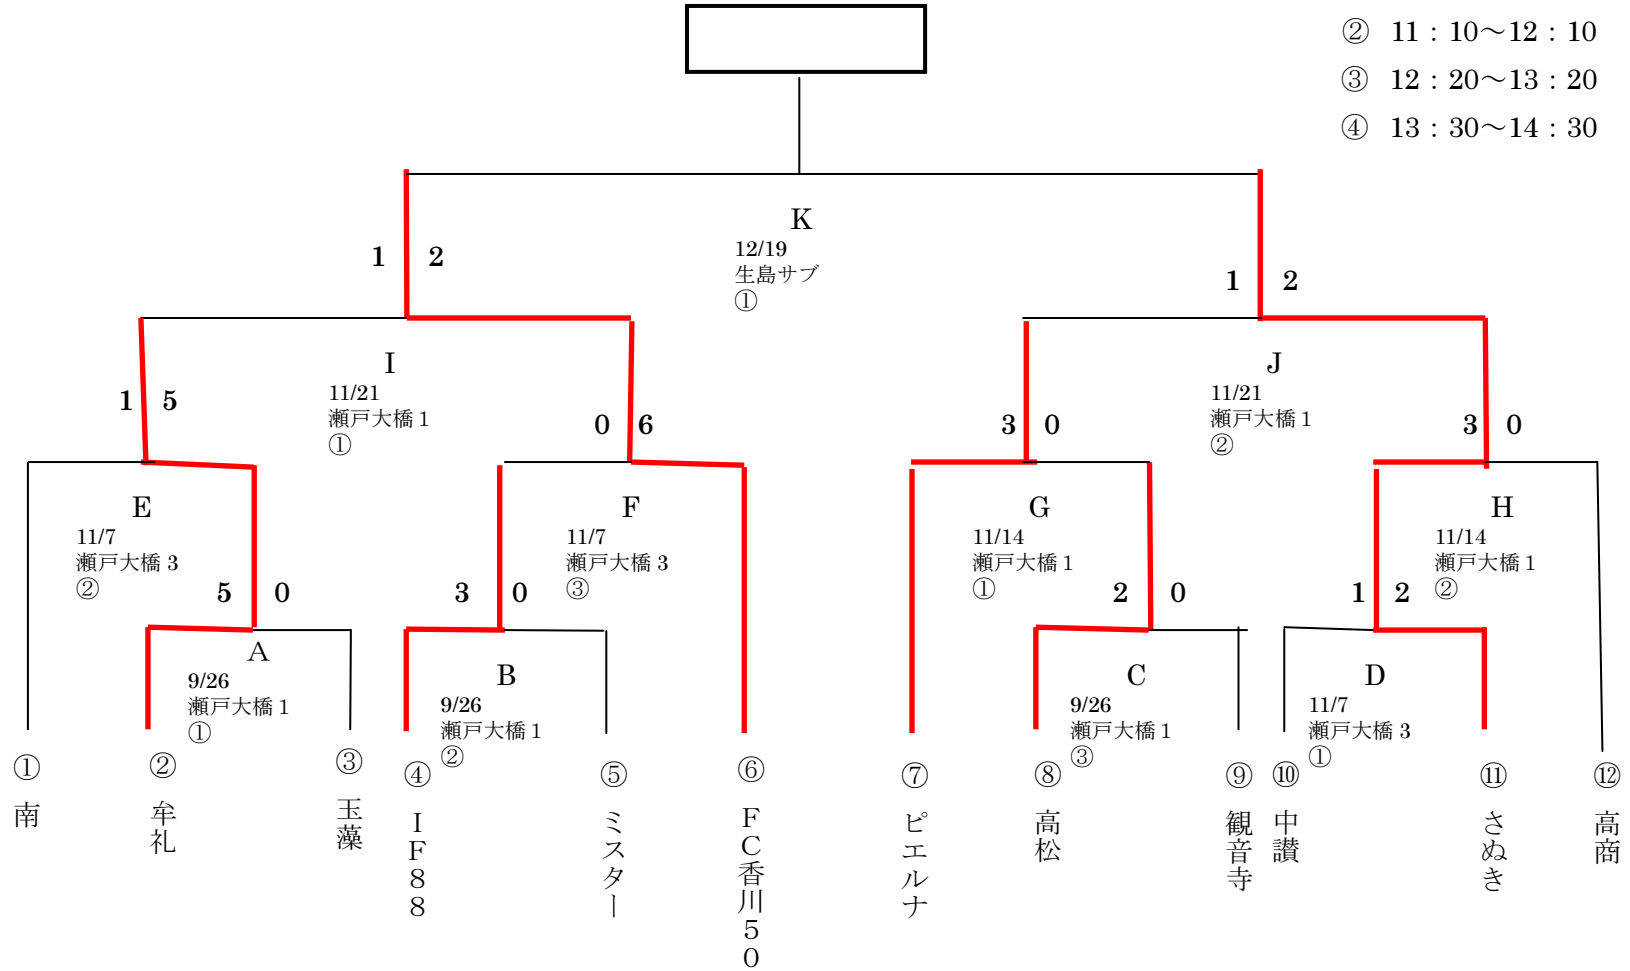 ② 11：10～12：10
③ 12：20～13：20
④ 13：30～14：30
K
12/19
生島サブ
①
1 2
1 2
I
11/21
瀬戸大橋1
①
J
11/21
瀬戸大橋1
②
1 5
0 6
3 0
3 0
E
11/7
瀬戸大橋3
②
F
11/7
瀬戸大橋3
③
G
11/14
瀬戸大橋1
①
H
11/14
瀬戸大橋1
②
5 0
3 0
2 0
1 2
A
9/26
瀬戸大橋1
①
B
9/26
瀬戸大橋1
②
C
9/26
瀬戸大橋1
③
D
11/7
瀬戸大橋3
①
① 南
② 牟礼
③ 玉藻
④ ＩＦ８８
⑤ ミスター
⑥ ＦＣ香川５０
⑦ ピエルナ
⑧ 高松
⑨ 観音寺
⑩ 中讃
⑪ さぬき
⑫ 高商